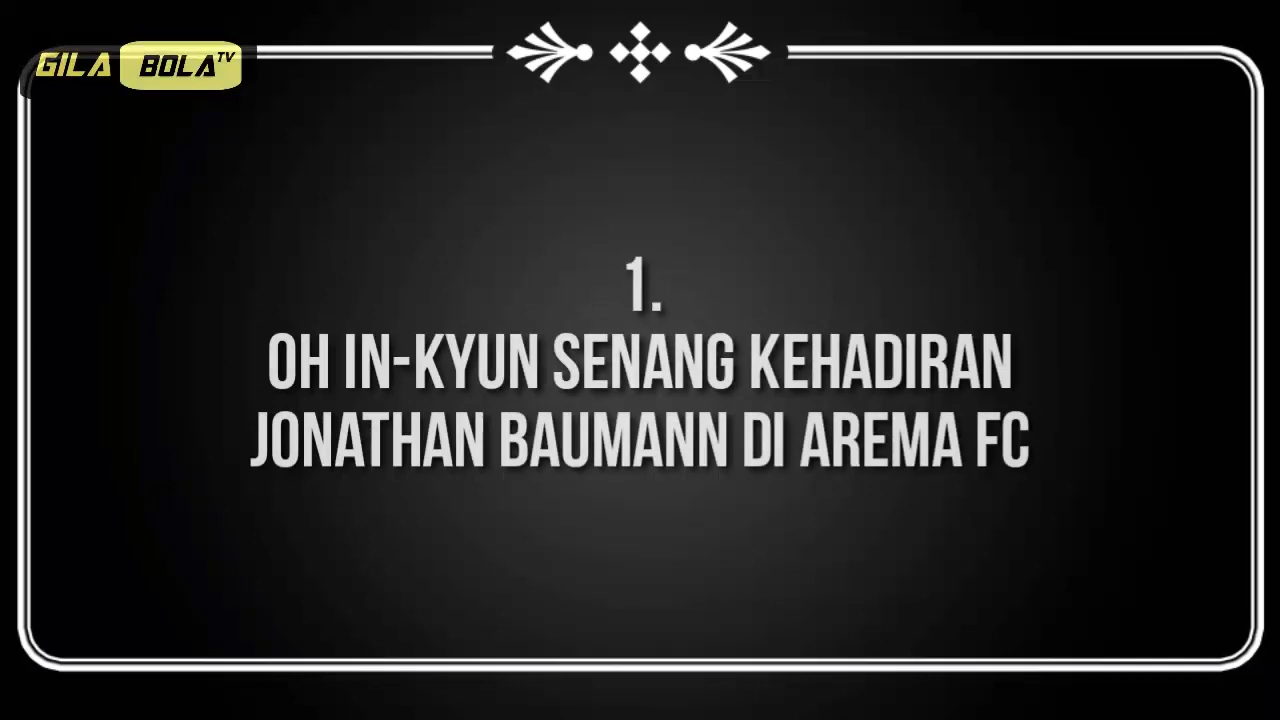 GILA BOLA TV
1.
OH IN-KYUN SENANG KEHADIRAN
JONATHAN BAUMANN DI AREMA FC